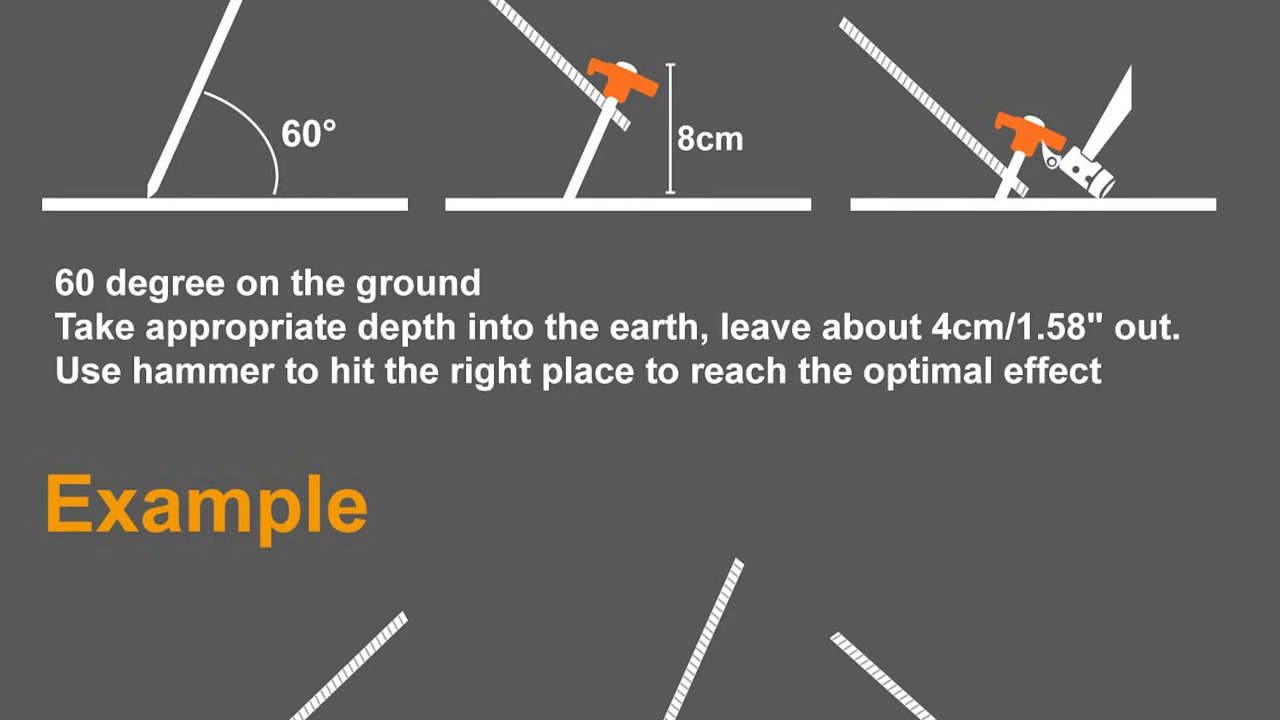 60°
8cm
60 degree on the ground
Take appropriate depth into the earth, leave about 4cm/1.58" out.
Use hammer to hit the right place to reach the optimal effect
Example